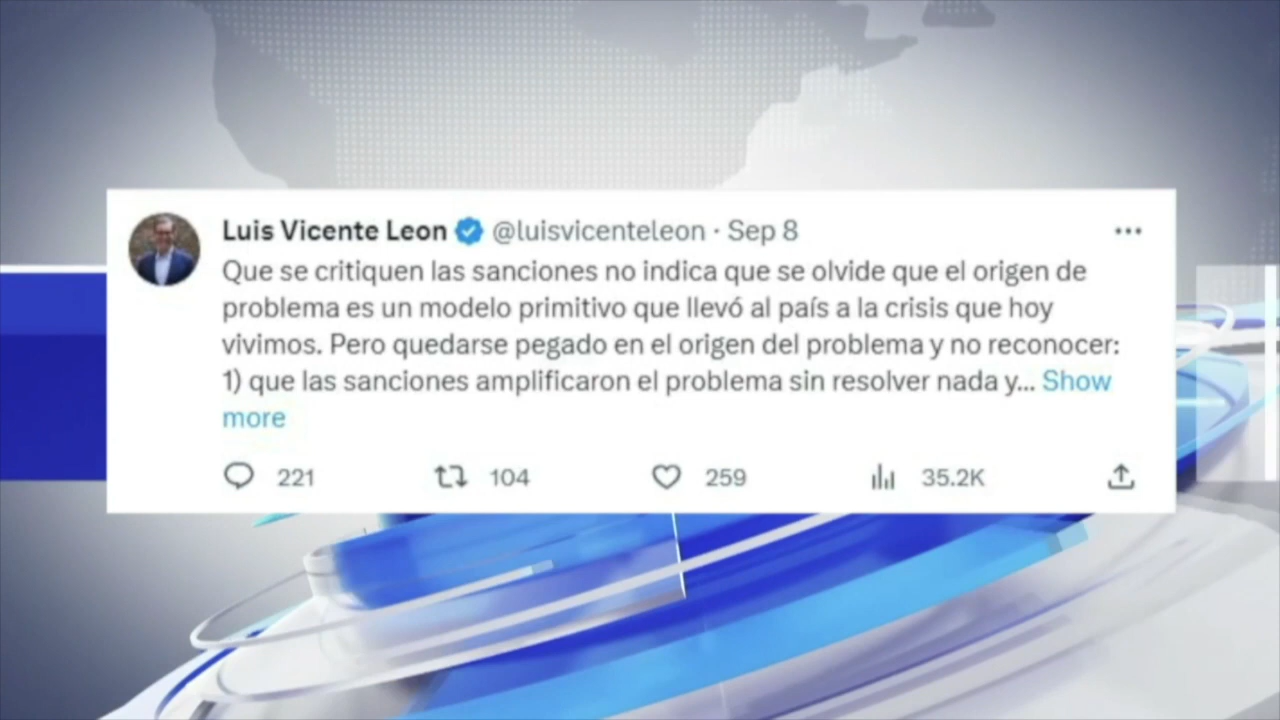 Luis Vicente Leon @luisvicenteleon · Sep 8
Que se critiquen las sanciones no indica que se olvide que el origen de
problema es un modelo primitivo que llevó al país a la crisis que hoy
vivimos. Pero quedarse pegado en el origen del problema y no reconocer:
1) que las sanciones amplificaron el problema sin resolver nada y... Show
more
221 104 259 35.2K